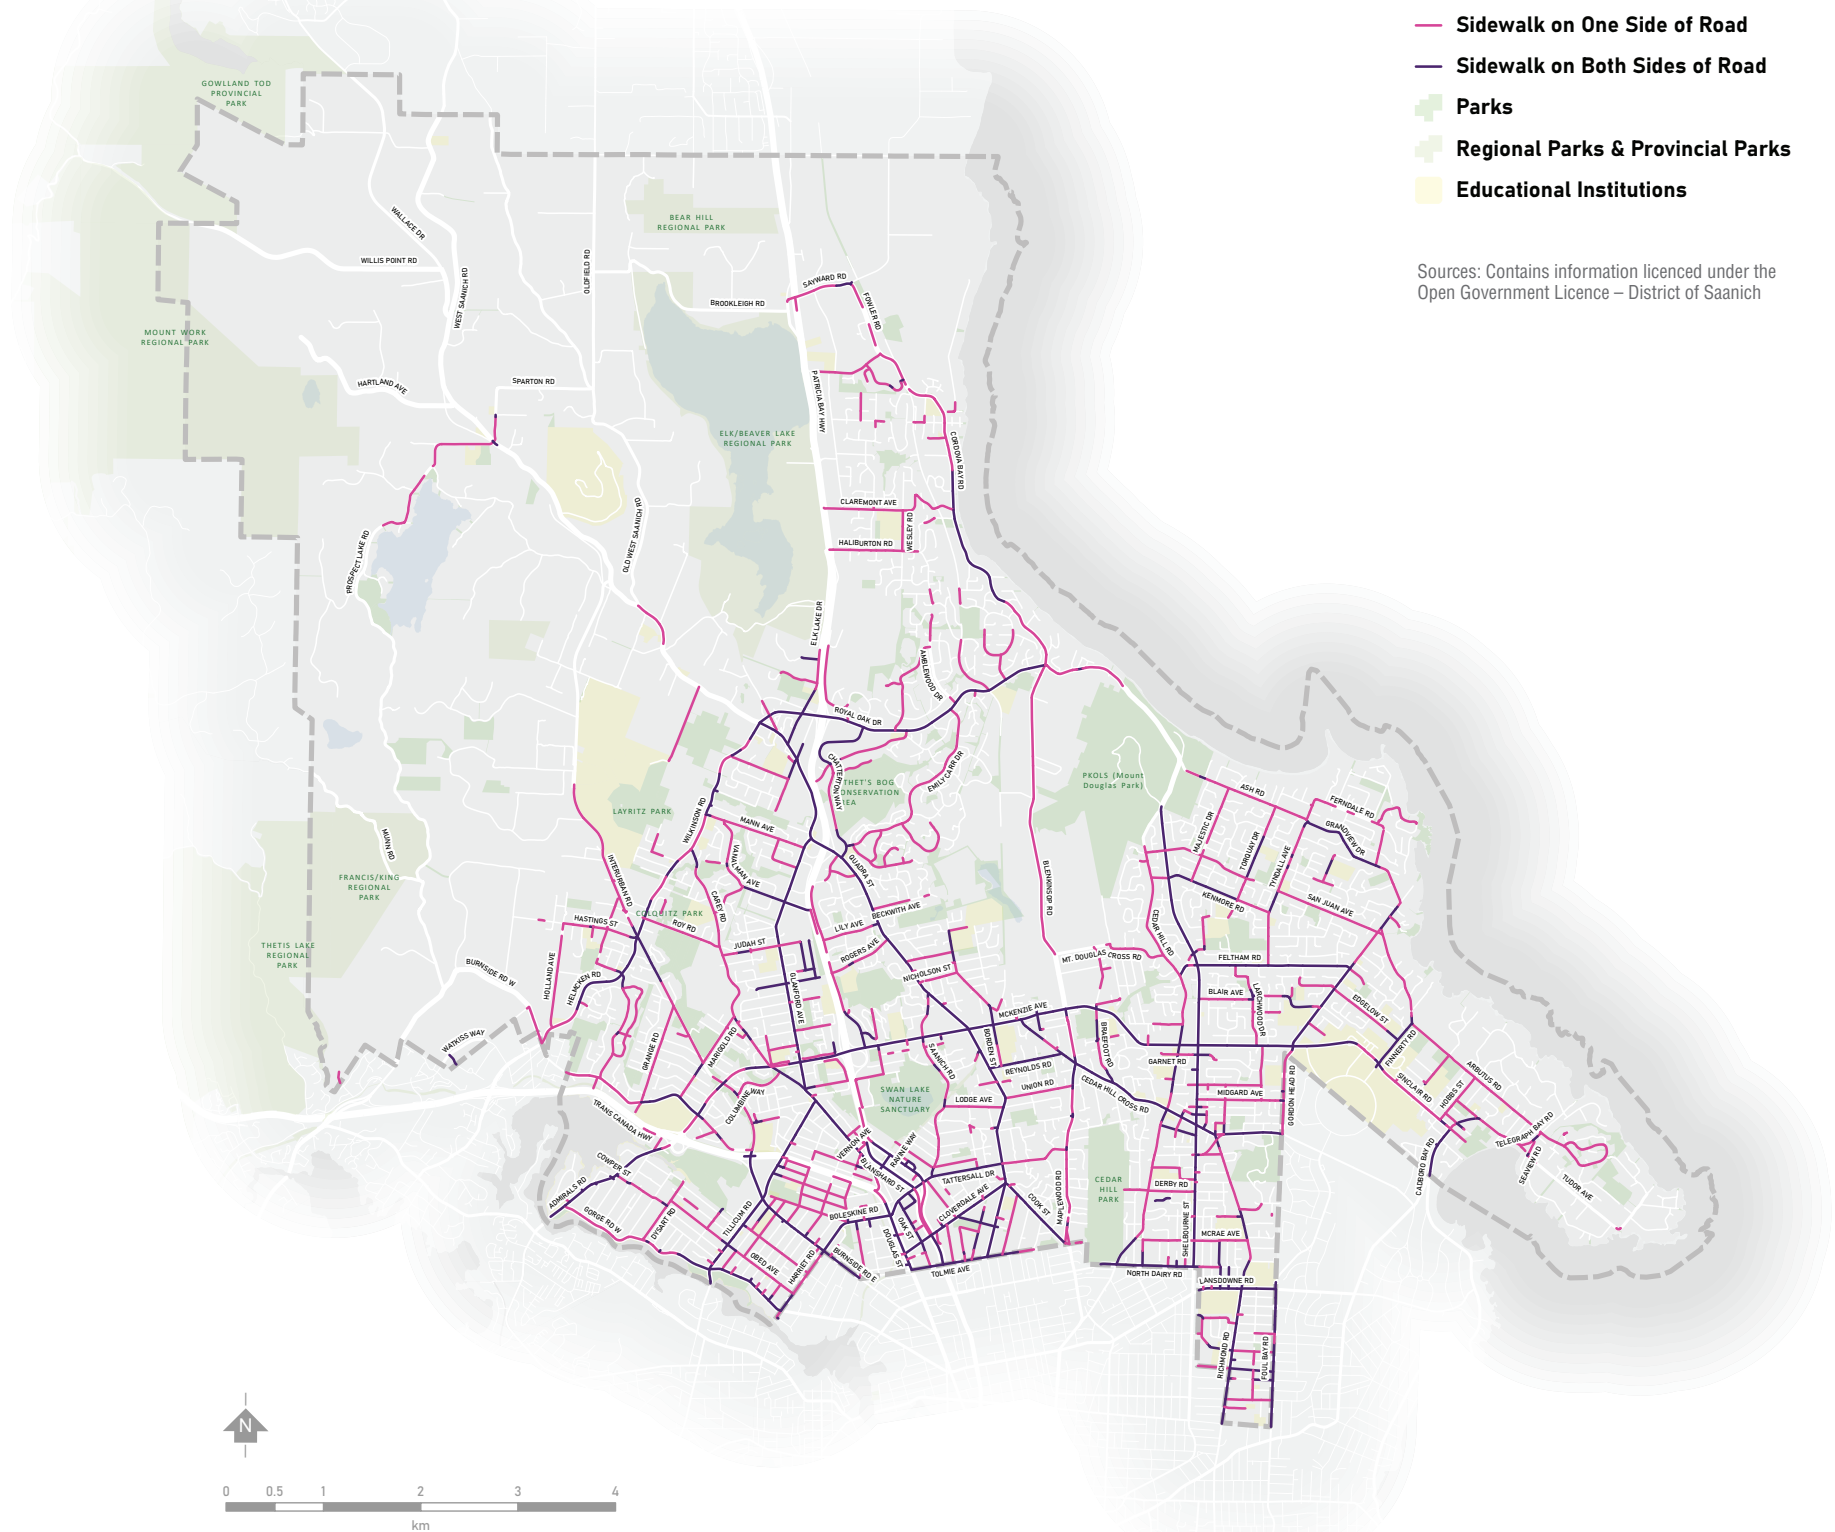 Sidewalk on One Side of Road
Sidewalk on Both Sides of Road
Parks
Regional Parks & Provincial Parks
Educational Institutions
Sources: Contains information licenced under the
Open Government Licence – District of Saanich
GOWLLAND TOD
PROVINCIAL
PARK
BEAR HILL
REGIONAL PARK
WALLACE DR
WILLIS POINT RD
WEST SAANICH RD
OLDFIELD RD
SAYWARD RD
BROOKLEIGH RD
FOWLER RD
MOUNT WORK
REGIONAL PARK
HARTLAND AVE
SPARTON RD
PATRICIA BAY HWY
ELK/BEAVER LAKE
REGIONAL PARK
CORDOVA BAY RD
CLAREMONT AVE
WESLEY RD
HALIBURTON RD
OLD WEST SAANICH RD
PROSPECT LAKE RD
ELK LAKE DR
AMBLEWOOD DR
ROYAL OAK DR
CHATTERTON WAY
THET'S BOG
ONSERVATION
REA
EMILY CARR DR
PKOLS (Mount
Douglas Park)
ASH RD
FERNDALE RD
GRANDVIEW DR
MAJESTIC DR
TORQUAY DR
TYNDALL AVE
LAYRITZ PARK
WILKINSON RD
MANN AVE
VANALMAN AVE
QUADRA ST
MUNN RD
FRANCIS/KING
REGIONAL
PARK
INTERURBAN RD
BLENKINSOP RD
KENMORE RD
SAN JUAN AVE
CAREY RD
COLQUITZ PARK
HASTINGS ST
ROY RD
BECKWITH AVE
LILY AVE
CEDAR HILL RD
JUDAH ST
ROGERS AVE
THETIS LAKE
REGIONAL
PARK
MT. DOUGLAS CROSS RD
FELTHAM RD
BURNSIDE RD W
HOLLAND AVE
HELMCKEN RD
GLANFORD AVE
NICHOLSON ST
BLAIR AVE
LARCHWOOD DR
EDGELOW ST
MCKENZIE AVE
WATKISS WAY
GRANGE RD
MARIGOLD RD
BORDEN ST
BRAEFOOT RD
FINNERTY RD
SAANICH RD
GARNET RD
REYNOLDS RD
ARBUTUS RD
UNION RD
CEDAR HILL CROSS RD
SINCLAIR RD
HOBBS ST
SWAN LAKE
NATURE
SANCTUARY
LODGE AVE
MIDGARD AVE
GORDON HEAD RD
TRANS CANADA HWY
COLUMBINE WAY
TELEGRAPH BAY RD
VERNON AVE
RAVINE WAY
CADBORO BAY RD
SEAVIEW RD
TUDOR AVE
COWPER ST
BLANSHARD ST
TATTERSALL DR
CEDAR
HILL
PARK
DERBY RD
ADMIRALS RD
GORGE RD W
DYSART RD
TILLICUM RD
BOLESKINE RD
OAK ST
CLOVERDALE AVE
COOK ST
MAPLEWOOD RD
SHELBOURNE ST
MCRAE AVE
DOUGLAS ST
OBED AVE
HARRIET RD
BURNSIDE RD E
TOLMIE AVE
NORTH DAIRY RD
LANSDOWNE RD
RICHMOND RD
FOUL BAY RD
N
0 0.5 1 2 3 4
km